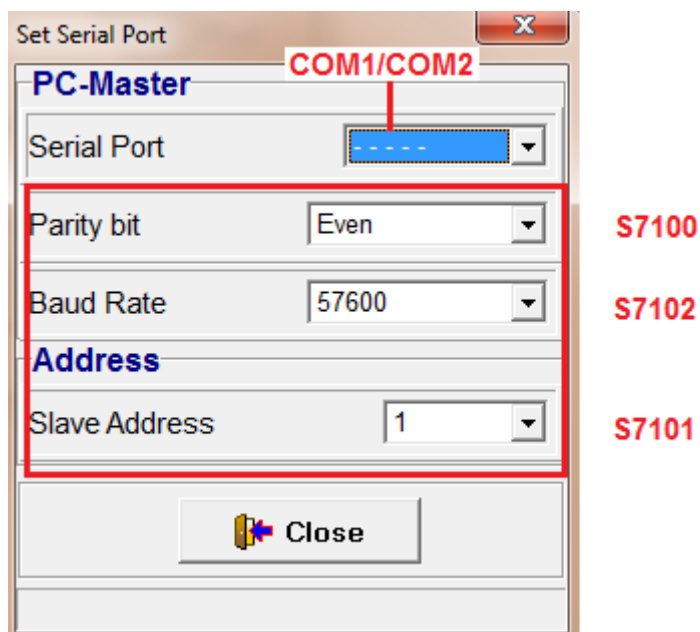 Set Serial Port
COM1/COM2
PC-Master
Serial Port - - - - -
Parity bit Even S7100
Baud Rate 57600 S7102
Address
Slave Address 1 S7101
Close